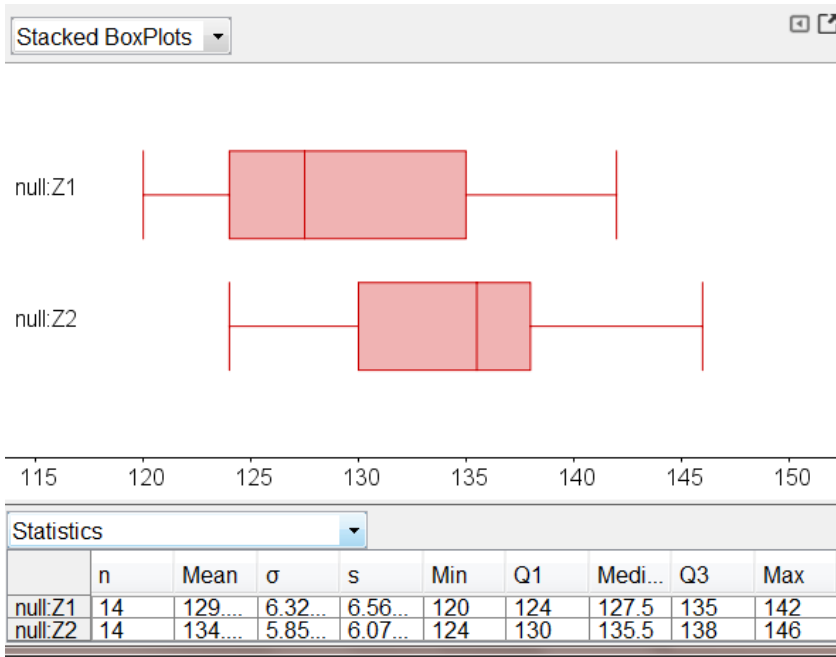 Stacked BoxPlots
null:Z1
null:Z2
115 120 125 130 135 140 145 150
Statistics
n Mean σ s Min Q1 Medi... Q3 Max
null:Z1 14 129.... 6.32... 6.56... 120 124 127.5 135 142
null:Z2 14 134.... 5.85... 6.07... 124 130 135.5 138 146